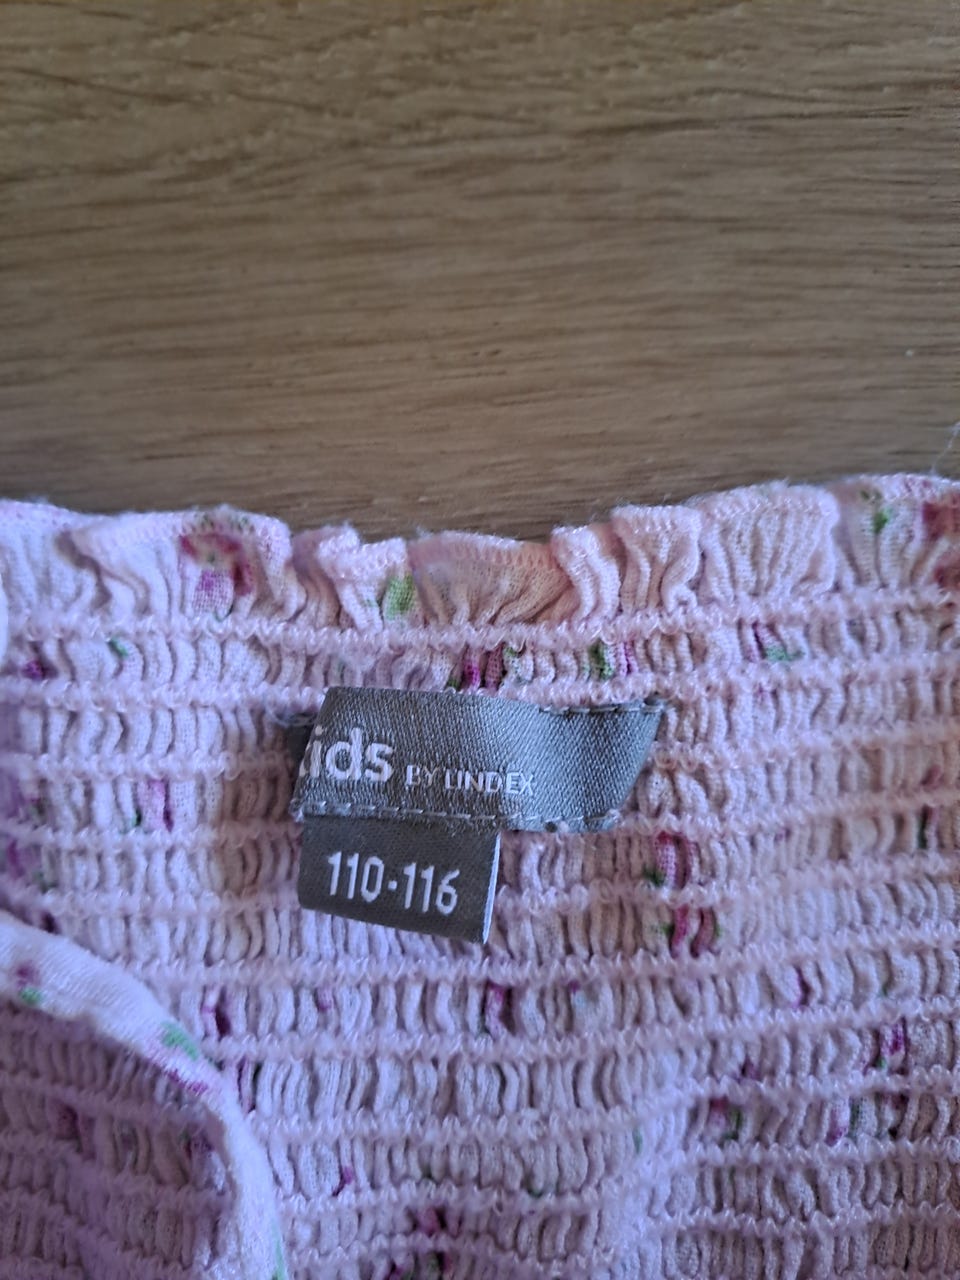 ids BY LINDEX
110-116